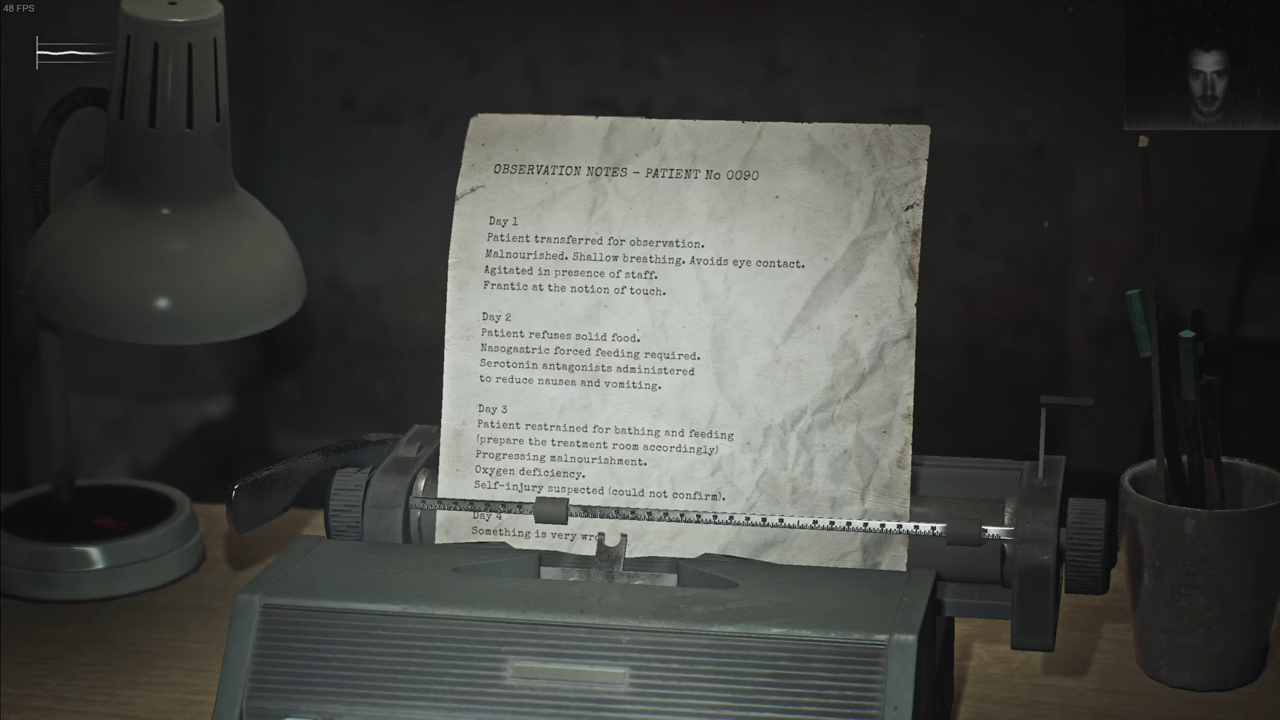 48 FPS
OBSERVATION NOTES – PATIENT No 0090
Day 1
Patient transferred for observation.
Malnourished. Shallow breathing. Avoids eye contact.
Agitated in presence of staff.
Frantic at the notion of touch.
Day 2
Patient refuses solid food.
Nasogastric forced feeding required.
Serotonin antagonists administered
to reduce nausea and vomiting.
Day 3
Patient restrained for bathing and feeding
(prepare the treatment room accordingly)
Progressing malnourishment.
Oxygen deficiency.
Self-injury suspected (could not confirm).
Day 4
Something is very